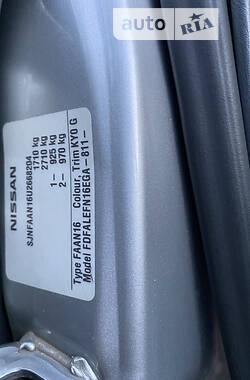 auto RIA
NISSAN
SJNFAAN16U2668204
1710 kg
2710 kg
1- 925 kg
2- 970 kg
Type FAAN16 Colour, Trim KY0 G
Model FDFALEFN16EGA-811-